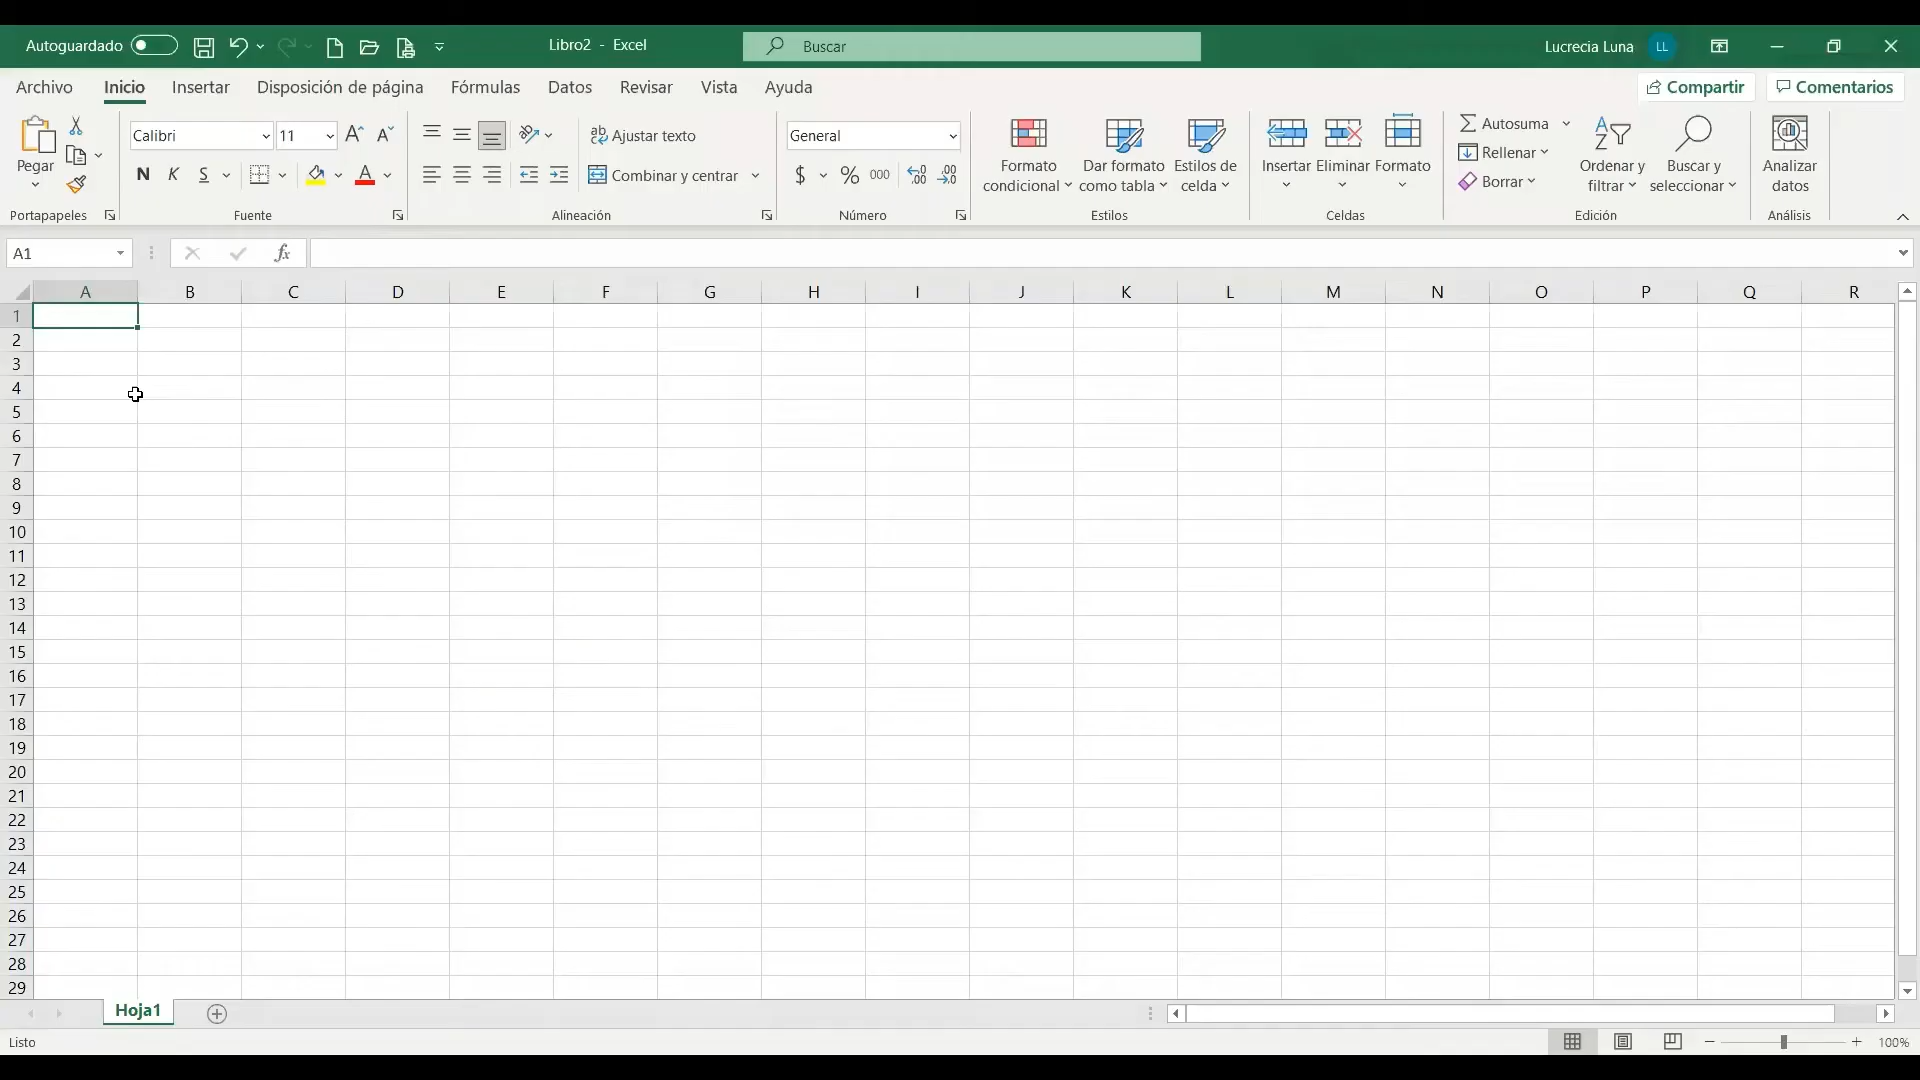 Autoguardado
Libro2 - Excel
Buscar
Lucrecia Luna
LL
Archivo Inicio Insertar Disposición de página Fórmulas Datos Revisar Vista Ayuda
Compartir
Comentarios
Pegar
Portapapeles
Calibri
11
N K S
A
Fuente
Ajustar texto
Combinar y centrar
Alineación
General
$ % 000
Número
Formato
condicional
Dar formato
como tabla
Estilos de
celda
Estilos
Insertar Eliminar Formato
Celdas
Autosuma
Rellenar
Borrar
Ordenar y
filtrar
Buscar y
seleccionar
Edición
Analizar
datos
Análisis
A1
fx
A B C D E F G H I J K L M N O P Q R
1
2
3
4
5
6
7
8
9
10
11
12
13
14
15
16
17
18
19
20
21
22
23
24
25
26
27
28
29
Hoja1
Listo
100%